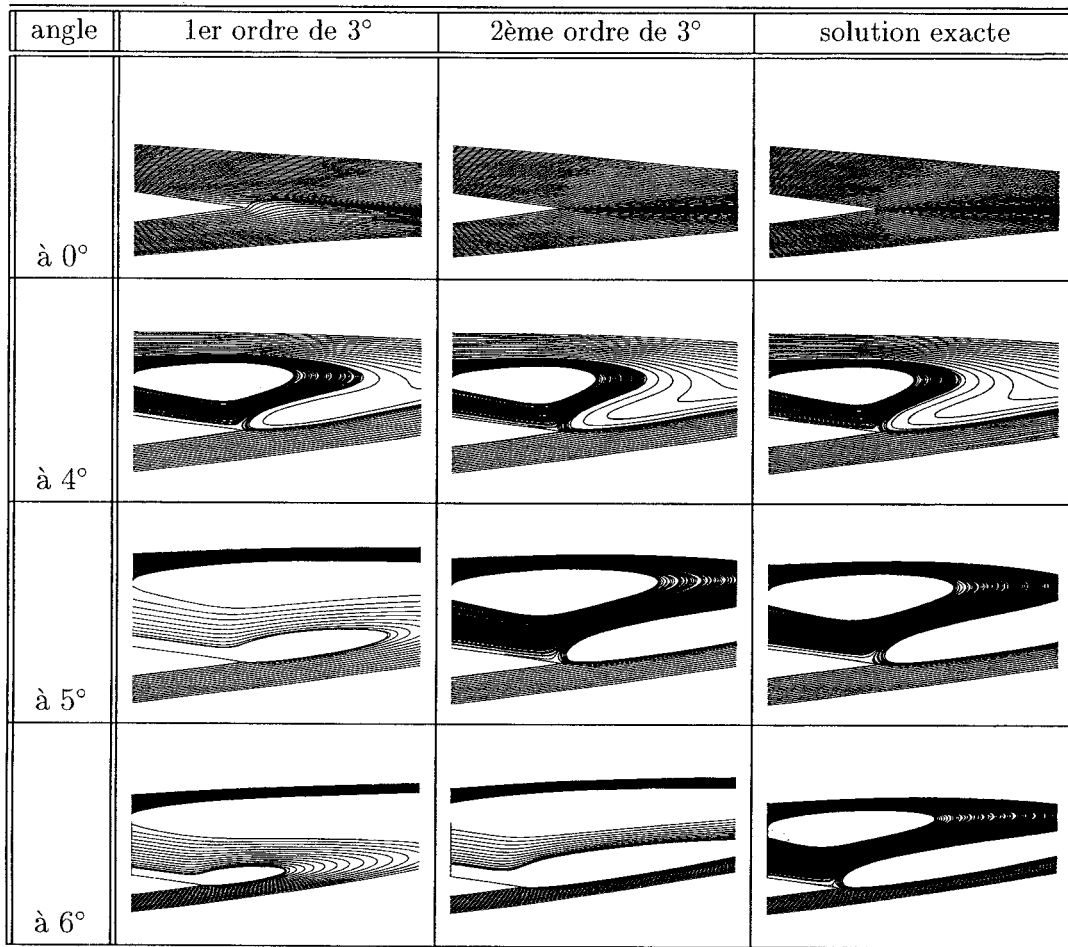 angle 1er ordre de 3° 2ème ordre de 3° solution exacte
à 0°
à 4°
à 5°
à 6°